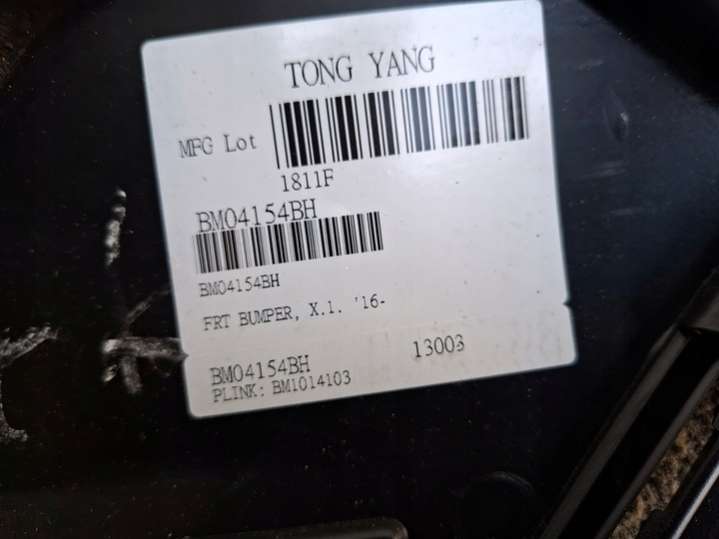 TONG YANG
MFG Lot
1811F
BM04154BH
BM04154BH
FRT BUMPER, X.1. '16-
BM04154BH 13003
PLINK: BM1014103